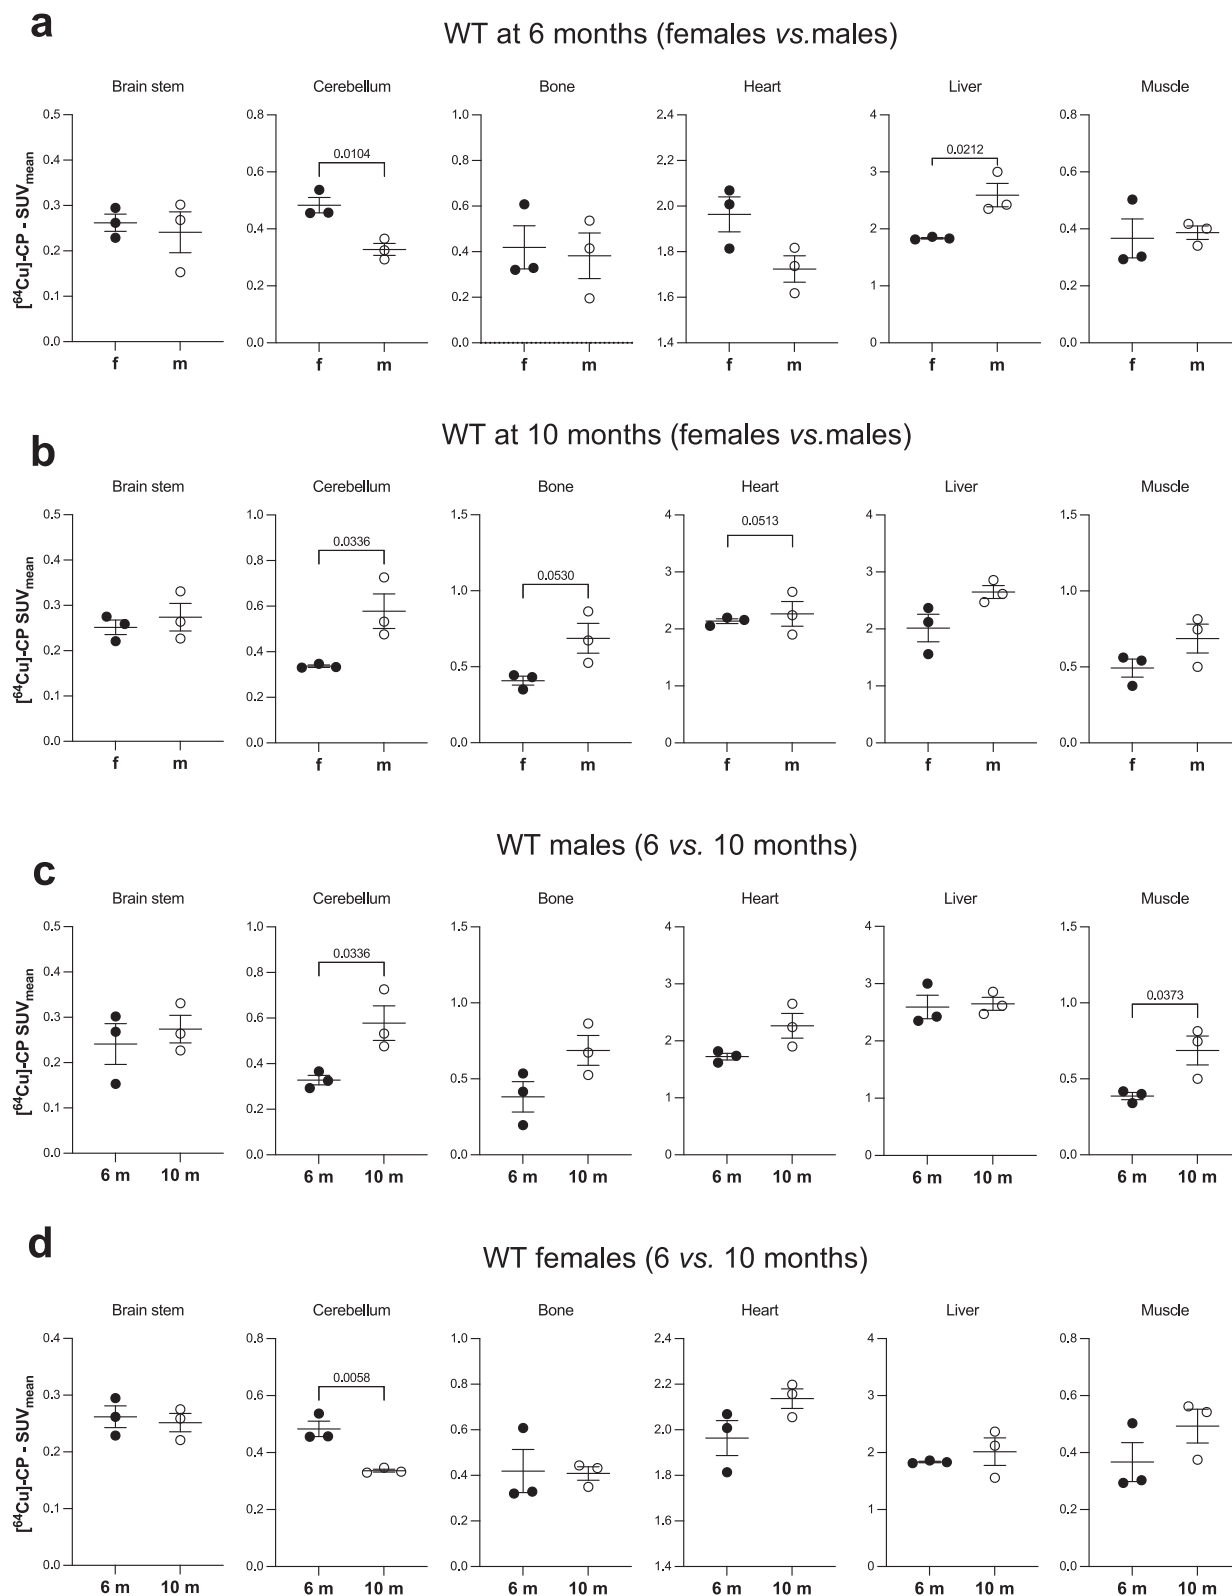 a
WT at 6 months (females vs.males)
Brain stem Cerebellum Bone Heart Liver Muscle
[64Cu]-CP - SUVmean
0.5 0.4 0.3 0.2 0.1 0.0
0.8 0.6 0.4 0.2 0.0
1.0 0.8 0.6 0.4 0.2 0.0
2.4 2.2 2.0 1.8 1.6 1.4
4 3 2 1 0
0.8 0.6 0.4 0.2 0.0
0.0104
0.0212
f m f m f m f m f m f m
b
WT at 10 months (females vs.males)
Brain stem Cerebellum Bone Heart Liver Muscle
[64Cu]-CP SUVmean
0.5 0.4 0.3 0.2 0.1 0.0
1.0 0.8 0.6 0.4 0.2 0.0
1.5 1.0 0.5 0.0
4 3 2 1 0
4 3 2 1 0
1.5 1.0 0.5 0.0
0.0336
0.0530
0.0513
f m f m f m f m f m f m
c
WT males (6 vs. 10 months)
Brain stem Cerebellum Bone Heart Liver Muscle
[64Cu]-CP SUVmean
0.5 0.4 0.3 0.2 0.1 0.0
1.0 0.8 0.6 0.4 0.2 0.0
1.5 1.0 0.5 0.0
4 3 2 1 0
4 3 2 1 0
1.5 1.0 0.5 0.0
0.0336
0.0373
6 m 10 m 6 m 10 m 6 m 10 m 6 m 10 m 6 m 10 m 6 m 10 m
d
WT females (6 vs. 10 months)
Brain stem Cerebellum Bone Heart Liver Muscle
[64Cu]-CP - SUVmean
0.4 0.3 0.2 0.1 0.0
0.8 0.6 0.4 0.2 0.0
1.0 0.8 0.6 0.4 0.2 0.0
2.4 2.2 2.0 1.8 1.6 1.4
4 3 2 1 0
0.8 0.6 0.4 0.2 0.0
0.0058
6 m 10 m 6 m 10 m 6 m 10 m 6 m 10 m 6 m 10 m 6 m 10 m